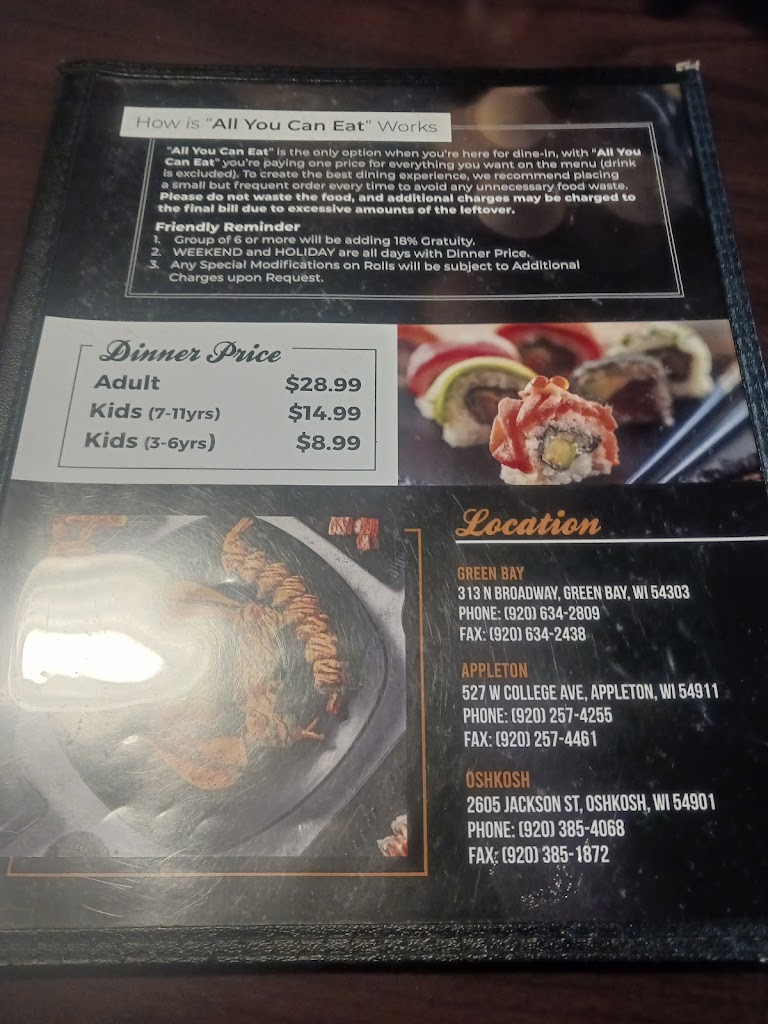 How is “All You Can Eat” Works
"All You Can Eat" is the only option when you're here for dine-in, with "All You
Can Eat" you're paying one price for everything you want on the menu (drink
is excluded). To create the best dining experience, we recommend placing
a small but frequent order every time to avoid any unnecessary food waste.
Please do not waste the food, and additional charges may be charged to
the final bill due to excessive amounts of the leftover.
Friendly Reminder
1. Group of 6 or more will be adding 18% Gratuity.
2. WEEKEND and HOLIDAY are all days with Dinner Price.
3. Any Special Modifications on Rolls will be subject to Additional
Charges upon Request.
Dinner Price
Adult $28.99
Kids (7-11yrs) $14.99
Kids (3-6yrs) $8.99
Location
GREEN BAY
313 N BROADWAY, GREEN BAY, WI 54303
PHONE: (920) 634-2809
FAX: (920) 634-2438
APPLETON
527 W COLLEGE AVE, APPLETON, WI 54911
PHONE: (920) 257-4255
FAX: (920) 257-4461
OSHKOSH
2605 JACKSON ST, OSHKOSH, WI 54901
PHONE: (920) 385-4068
FAX: (920) 385-1872